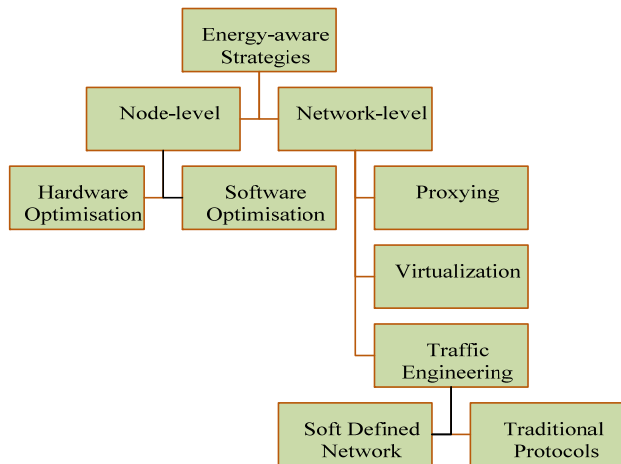 Energy-aware
Strategies
Node-level
Network-level
Hardware
Optimisation
Software
Optimisation
Proxying
Virtualization
Traffic
Engineering
Soft Defined
Network
Traditional
Protocols